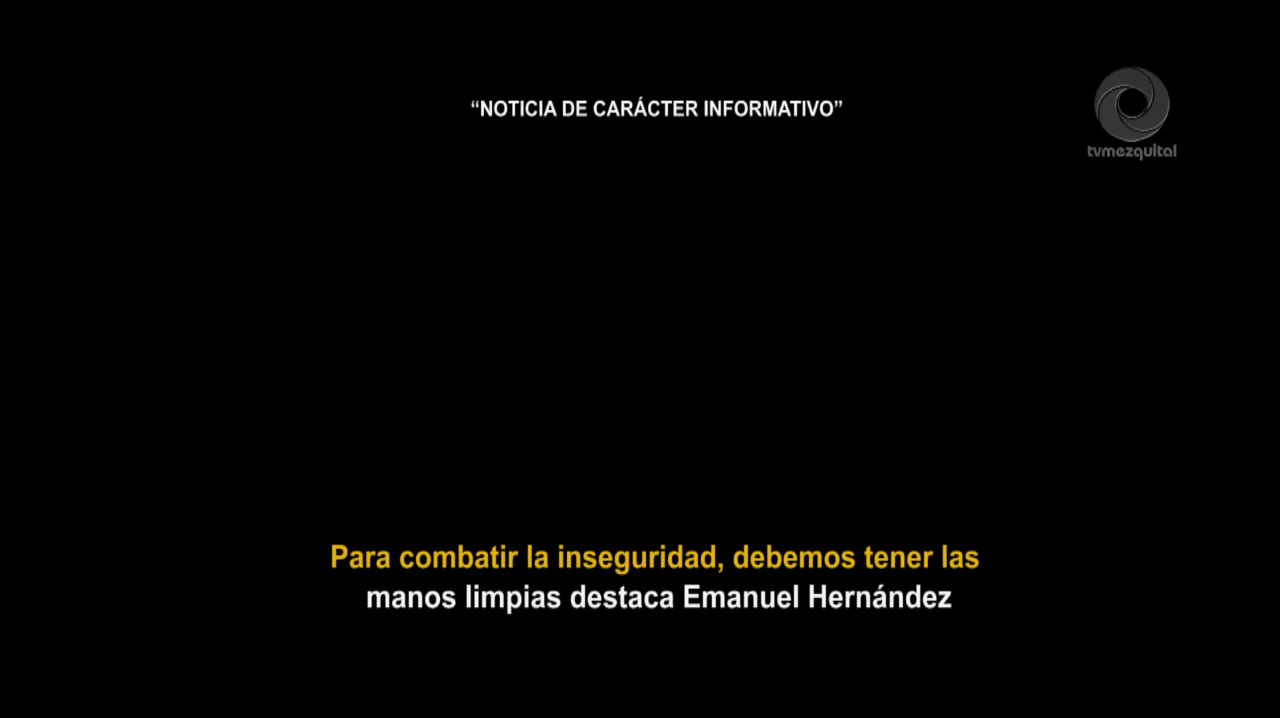 “NOTICIA DE CARÁCTER INFORMATIVO”
tvmezquital
Para combatir la inseguridad, debemos tener las
manos limpias destaca Emanuel Hernández